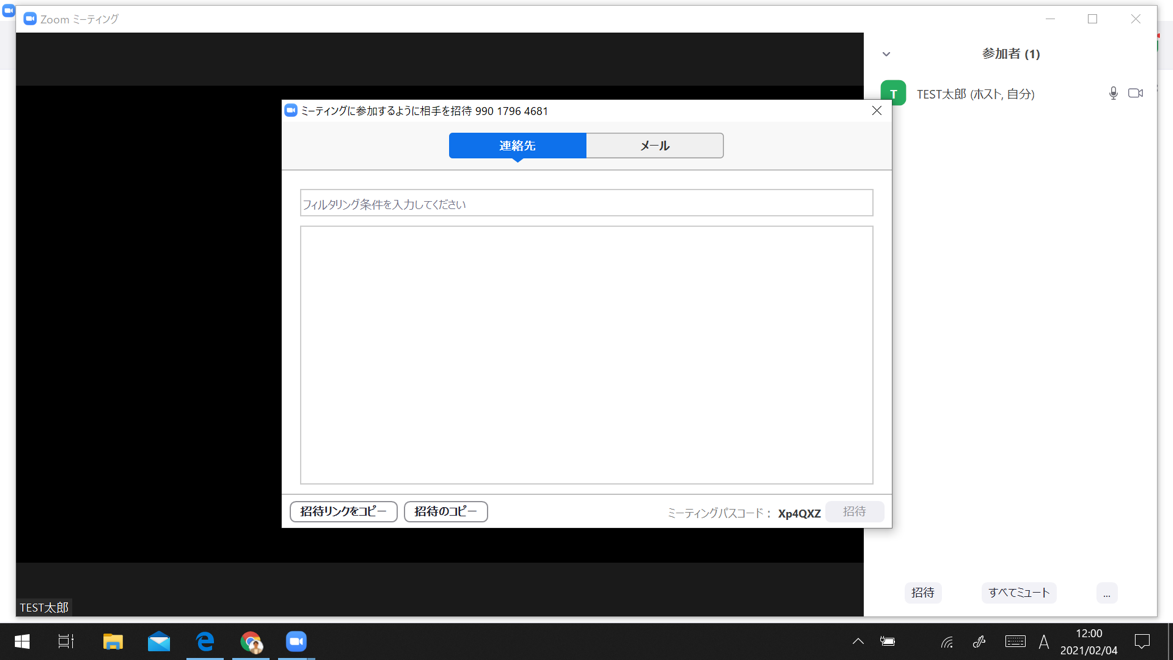 Zoom ミーティング
参加者 (1)
T
TEST太郎 (ホスト, 自分)
ミーティングに参加するように相手を招待 990 1796 4681
連絡先
メール
フィルタリング条件を入力してください
招待リンクをコピー
招待のコピー
ミーティングパスコード： Xp4QXZ
招待
招待
すべてミュート
...
TEST太郎
A
12:00
2021/02/04